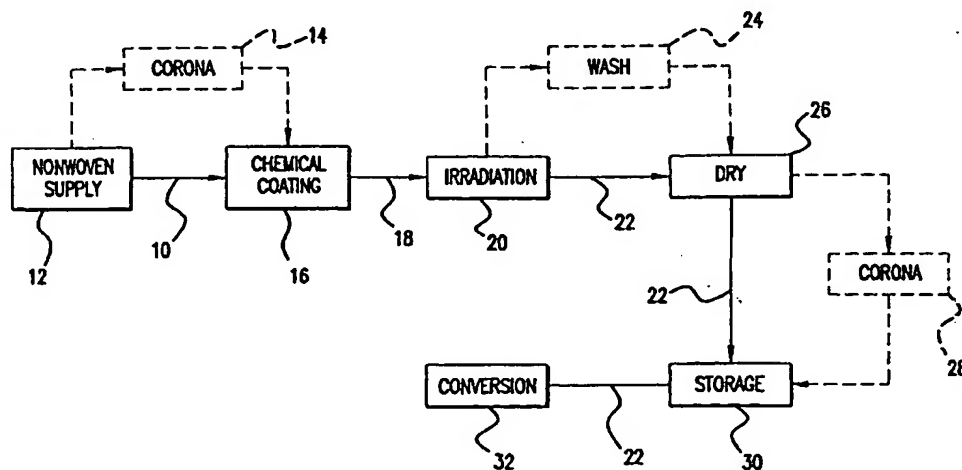 14
CORONA
24
WASH
26
NONWOVEN
SUPPLY
CHEMICAL
COATING
IRRADIATION
DRY
12
10
16
18
20
22
CORONA
22
28
CONVERSION
STORAGE
32
22
30